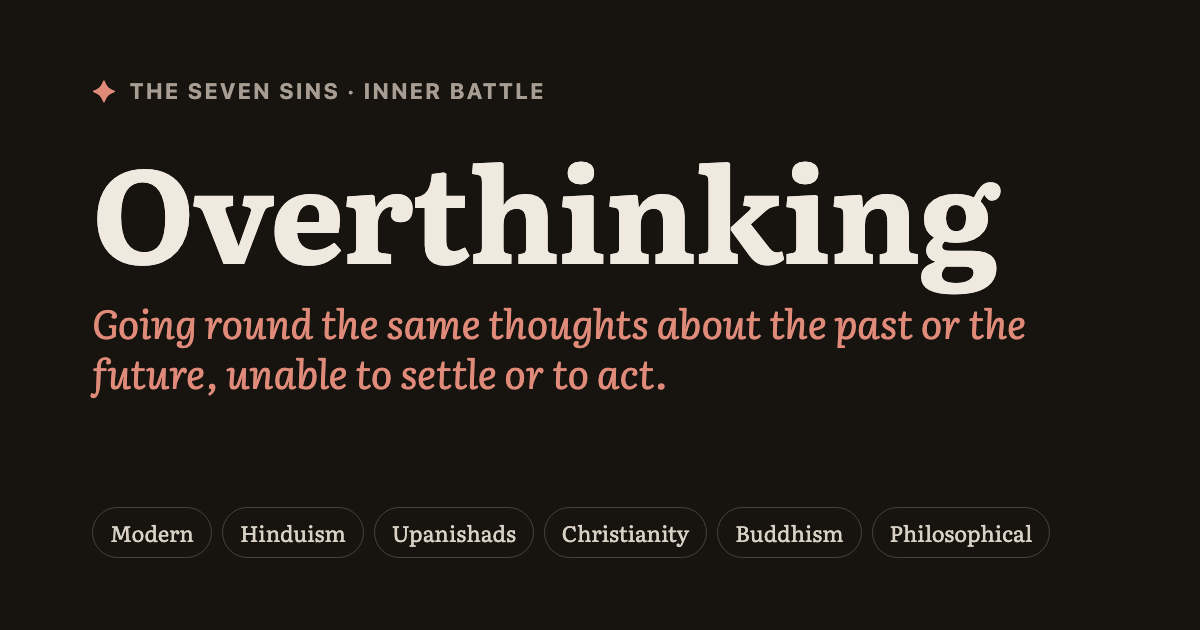 THE SEVEN SINS · INNER BATTLE
Overthinking
Going round the same thoughts about the past or the
future, unable to settle or to act.
Modern Hinduism Upanishads Christianity Buddhism Philosophical